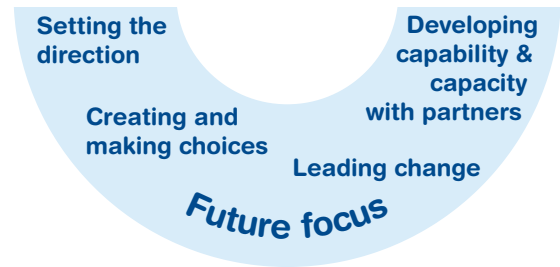 Setting the
direction
Developing
capability &
capacity
with partners
Creating and
making choices
Leading change
Future focus